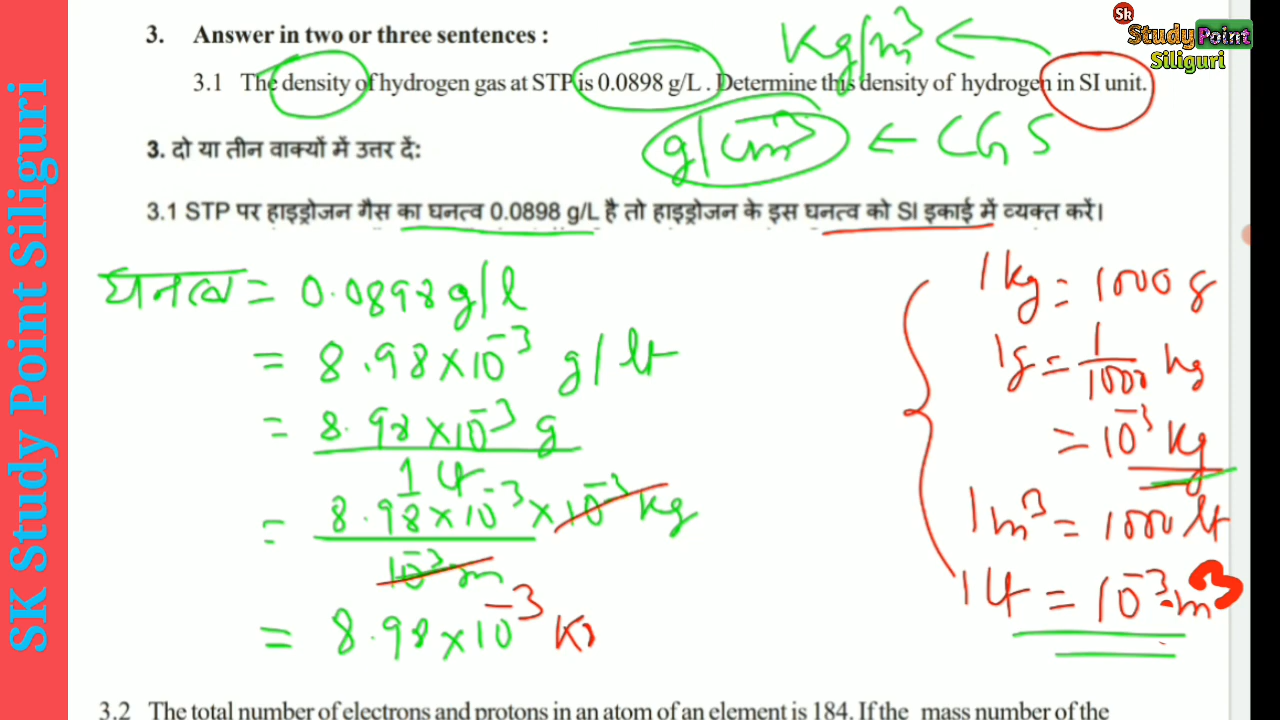 SK Study Point Siliguri
Sk
Study Point
Siliguri
3. Answer in two or three sentences :
kg/m³ ←
3.1 The density of hydrogen gas at STP is 0.0898 g/L . Determine this density of hydrogen in SI unit.
g/cm³ ← CGS
3. दो या तीन वाक्यों में उत्तर दें:
3.1 STP पर हाइड्रोजन गैस का घनत्व 0.0898 g/L है तो हाइड्रोजन के इस घनत्व को SI इकाई में व्यक्त करें।
घनत्व = 0.0898 g/l
= 8.98×10⁻³ g/lt
= 8.98×10⁻³ g
1 lt
= 8.98×10⁻³×10⁻³ kg
10⁻³ m
= 8.98×10⁻³ K
1 kg = 1000 g
1g = 1/1000 kg
= 10⁻³ kg
1m³ = 1000 lt
1 lt = 10⁻³·m³
3.2 The total number of electrons and protons in an atom of an element is 184. If the mass number of the